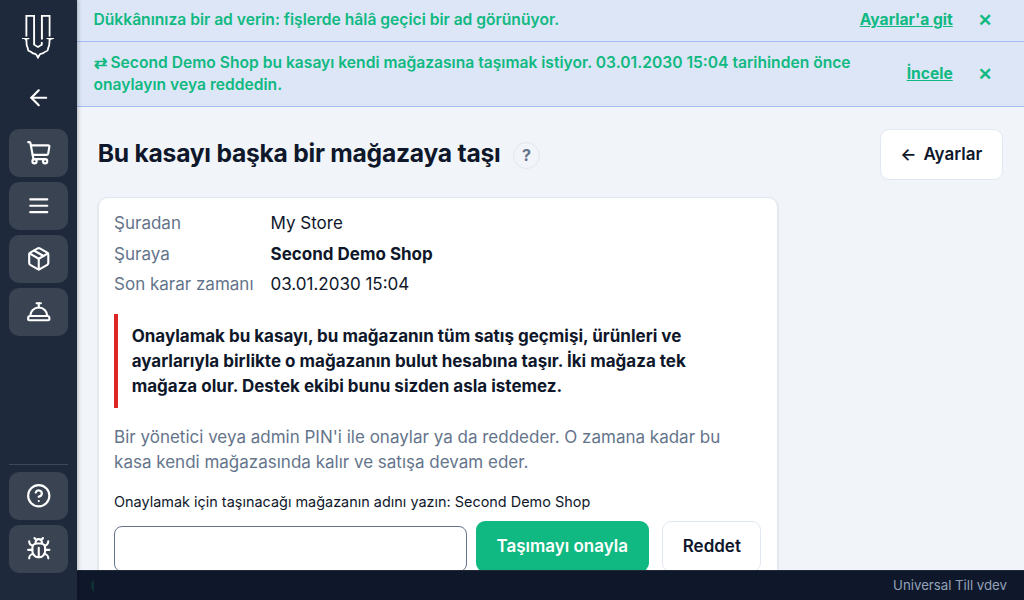 Dükkânınıza bir ad verin: fişlerde hâlâ geçici bir ad görünüyor.
Ayarlar'a git ✕
⇄ Second Demo Shop bu kasayı kendi mağazasına taşımak istiyor. 03.01.2030 15:04 tarihinden önce
onaylayın veya reddedin.
İncele ✕
Bu kasayı başka bir mağazaya taşı ?
← Ayarlar
Şuradan My Store
Şuraya Second Demo Shop
Son karar zamanı 03.01.2030 15:04
Onaylamak bu kasayı, bu mağazanın tüm satış geçmişi, ürünleri ve
ayarlarıyla birlikte o mağazanın bulut hesabına taşır. İki mağaza tek
mağaza olur. Destek ekibi bunu sizden asla istemez.
Bir yönetici veya admin PIN'i ile onaylar ya da reddeder. O zamana kadar bu
kasa kendi mağazasında kalır ve satışa devam eder.
Onaylamak için taşınacağı mağazanın adını yazın: Second Demo Shop
Taşımayı onayla Reddet
Universal Till vdev